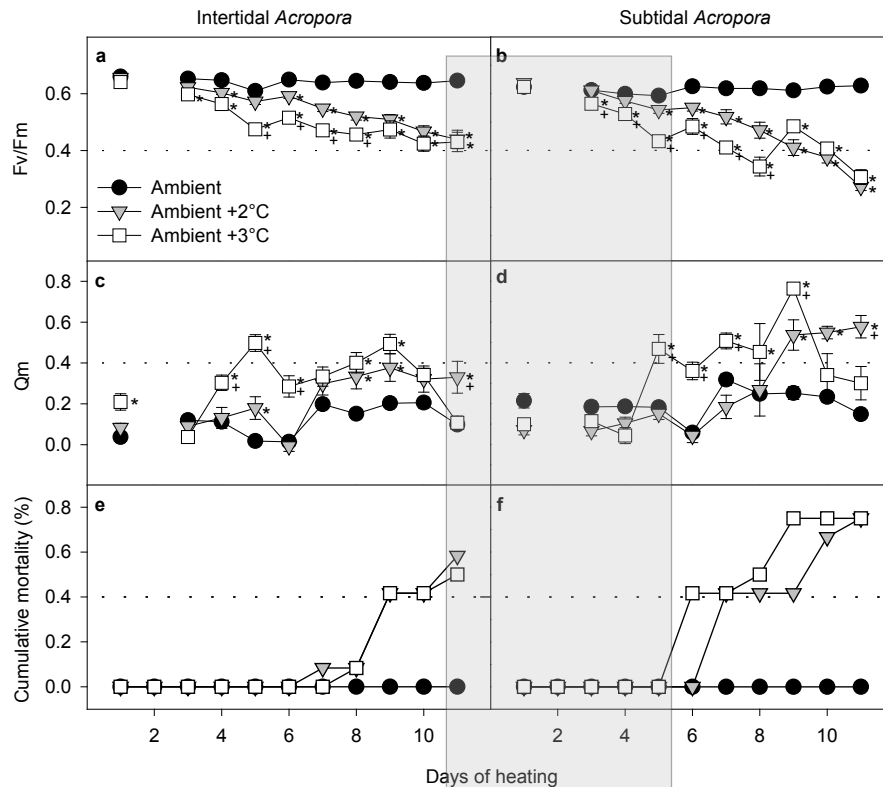 Intertidal Acropora
Subtidal Acropora
a
b
0.6
0.4
0.2
Fv/Fm
Ambient
Ambient +2°C
Ambient +3°C
* * * * * * * * *
* * * * * * * * *
+ + + + +
* * * * * * * * *
* * * * * * * *
+ + + + + +
c
d
0.8
0.6
0.4
0.2
0.0
Qm
* * * * * * * * *
+ + + +
* * * * * * *
+ + + + +
e
f
0.8
0.6
0.4
0.2
0.0
Cumulative mortality (%)
2 4 6 8 10
2 4 6 8 10
Days of heating